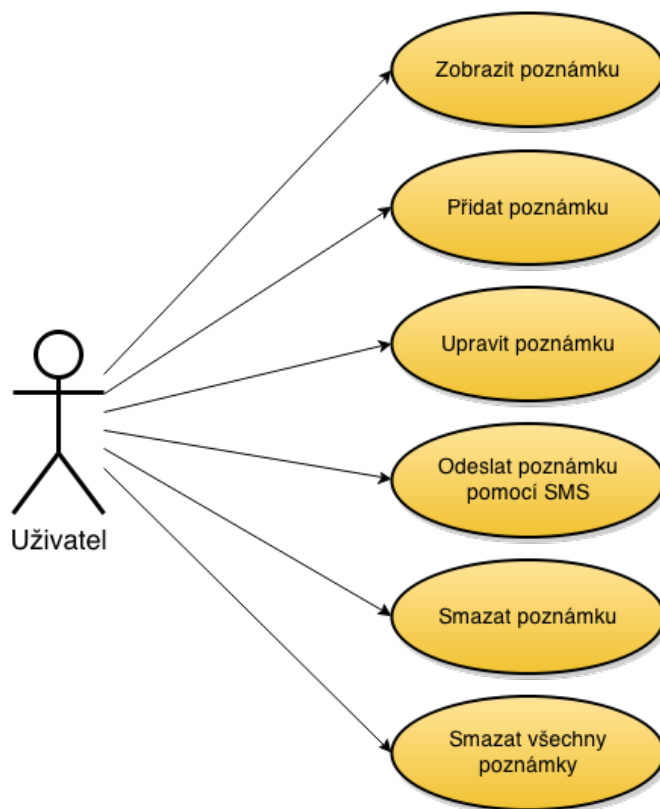 Zobrazit poznámku
Přidat poznámku
Upravit poznámku
Odeslat poznámku
pomocí SMS
Uživatel
Smazat poznámku
Smazat všechny
poznámky